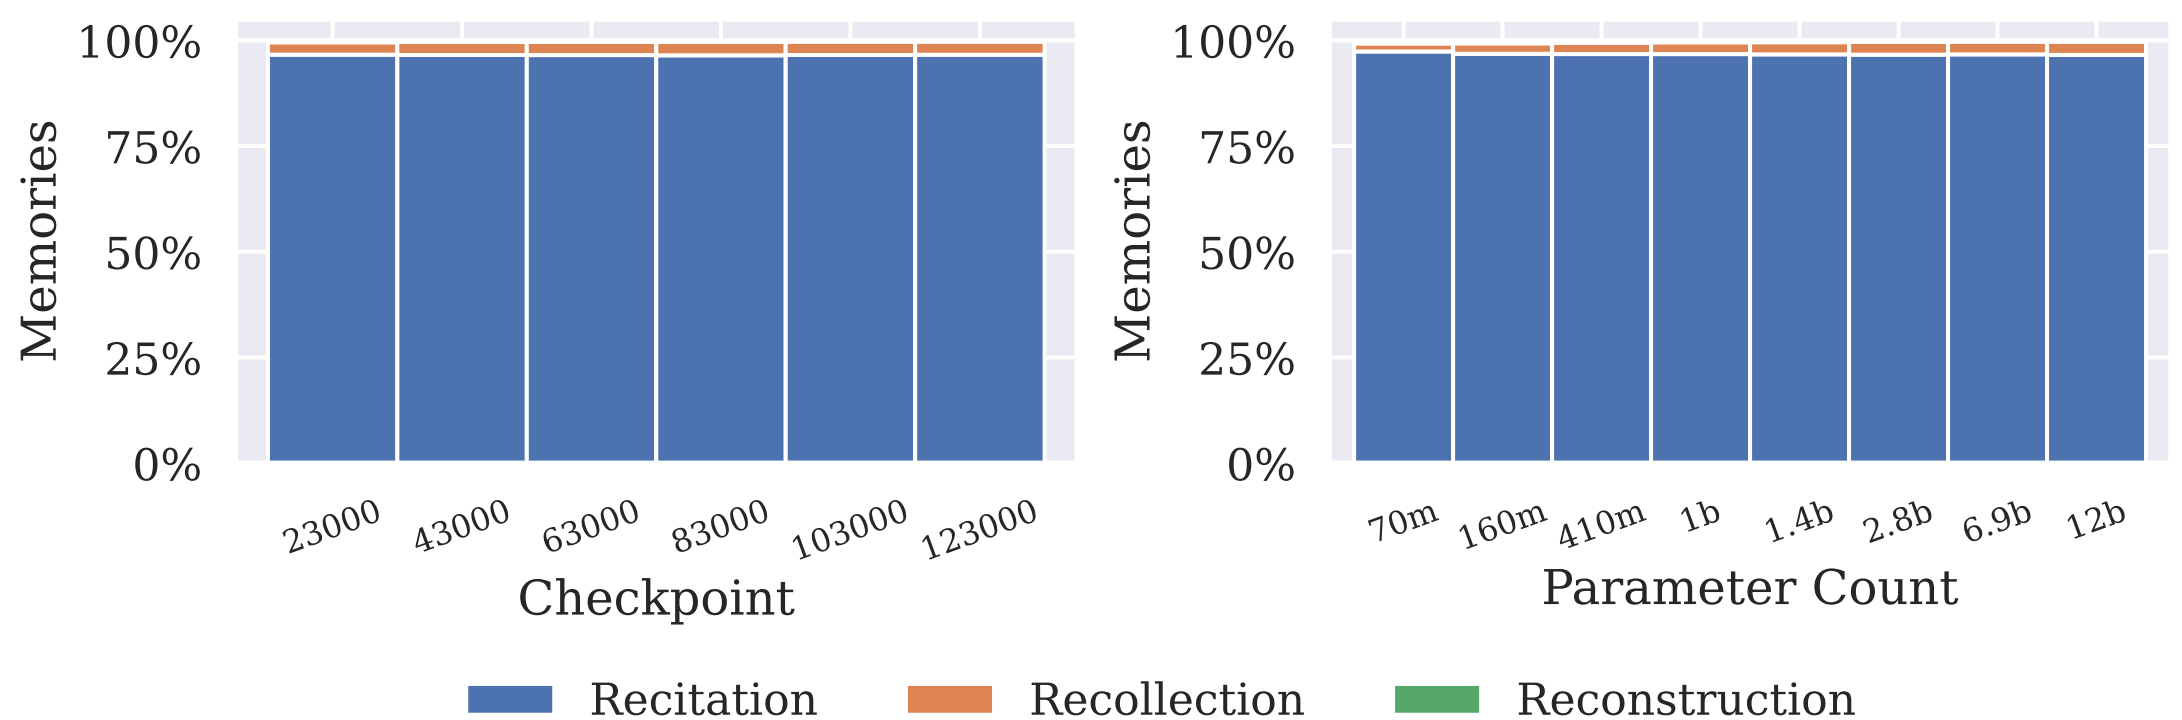 100%
75%
50%
25%
0%
Memories
23000
43000
63000
83000
103000
123000
Checkpoint
100%
75%
50%
25%
0%
Memories
70m
160m
410m
1b
1.4b
2.8b
6.9b
12b
Parameter Count
Recitation
Recollection
Reconstruction